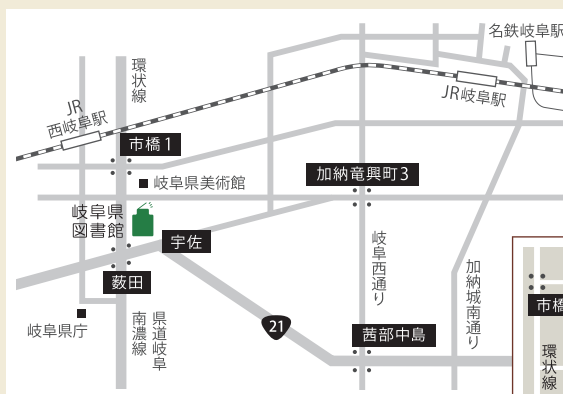 名鉄岐阜駅
環状線
JR
西岐阜駅
JR岐阜駅
市橋1
岐阜県美術館
加納竜興町3
岐阜県
図書館
宇佐
岐阜西通り
加納城南通り
薮田
岐阜県庁
県道岐阜
南濃線
21
茜部中島
市橋
環状線